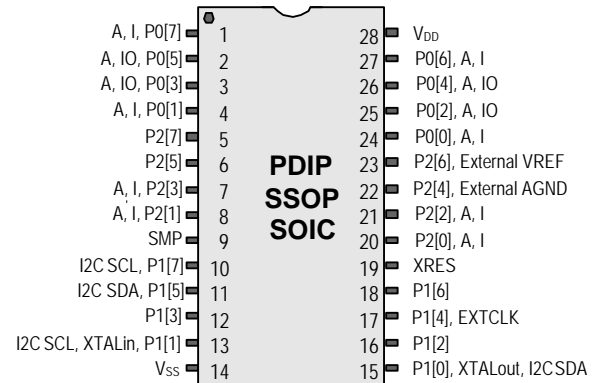 A, I, P0[7] 1 28 VDD
A, IO, P0[5] 2 27 P0[6], A, I
A, IO, P0[3] 3 26 P0[4], A, IO
A, I, P0[1] 4 25 P0[2], A, IO
P2[7] 5 24 P0[0], A, I
P2[5] 6 PDIP 23 P2[6], External VREF
A, I, P2[3] 7 SSOP 22 P2[4], External AGND
A, I, P2[1] 8 SOIC 21 P2[2], A, I
SMP 9 20 P2[0], A, I
I2C SCL, P1[7] 10 19 XRES
I2C SDA, P1[5] 11 18 P1[6]
P1[3] 12 17 P1[4], EXTCLK
I2C SCL, XTALin, P1[1] 13 16 P1[2]
Vss 14 15 P1[0], XTALout, I2C SDA